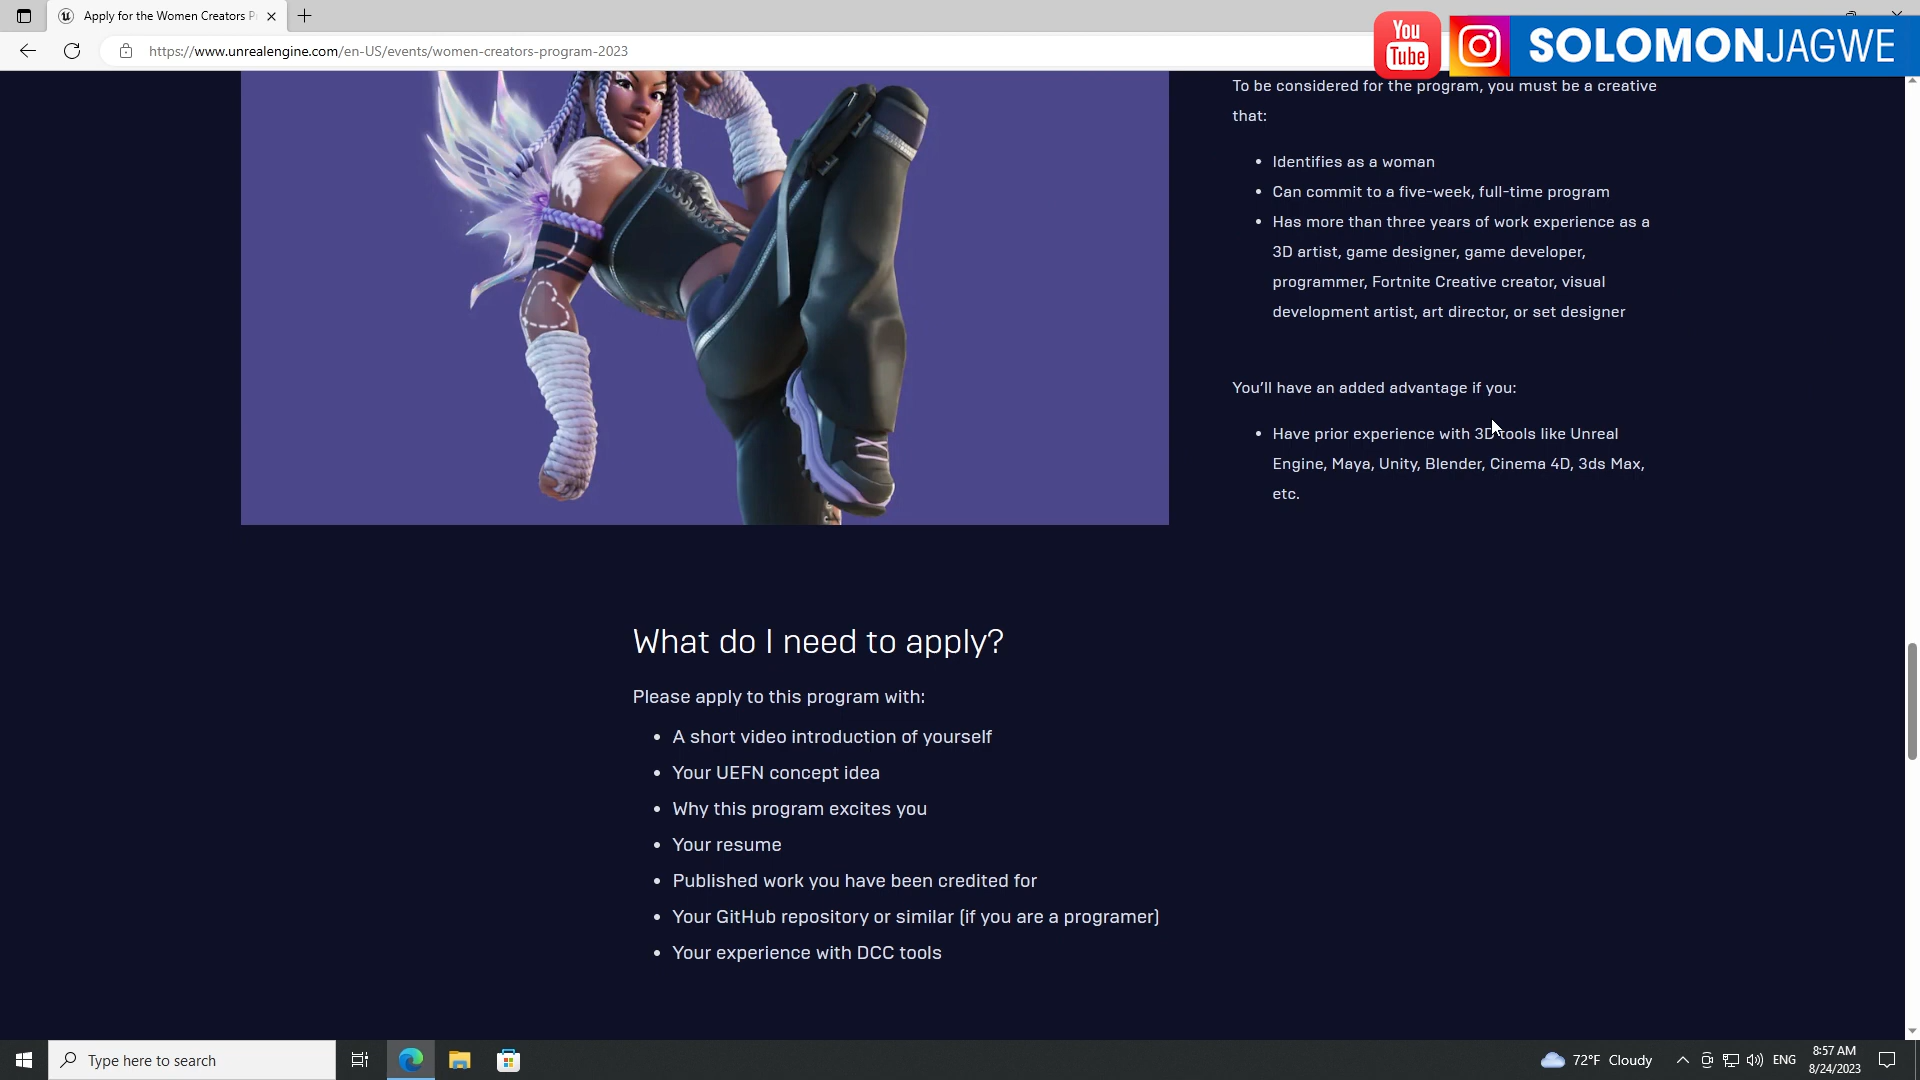 Apply for the Women Creators P
https://www.unrealengine.com/en-US/events/women-creators-program-2023
You
Tube
SOLOMONJAGWE
To be considered for the program, you must be a creative
that:
• Identifies as a woman
• Can commit to a five-week, full-time program
• Has more than three years of work experience as a
3D artist, game designer, game developer,
programmer, Fortnite Creative creator, visual
development artist, art director, or set designer
You’ll have an added advantage if you:
• Have prior experience with 3D tools like Unreal
Engine, Maya, Unity, Blender, Cinema 4D, 3ds Max,
etc.
What do I need to apply?
Please apply to this program with:
• A short video introduction of yourself
• Your UEFN concept idea
• Why this program excites you
• Your resume
• Published work you have been credited for
• Your GitHub repository or similar (if you are a programer)
• Your experience with DCC tools
Type here to search
72°F Cloudy
ENG
8:57 AM
8/24/2023